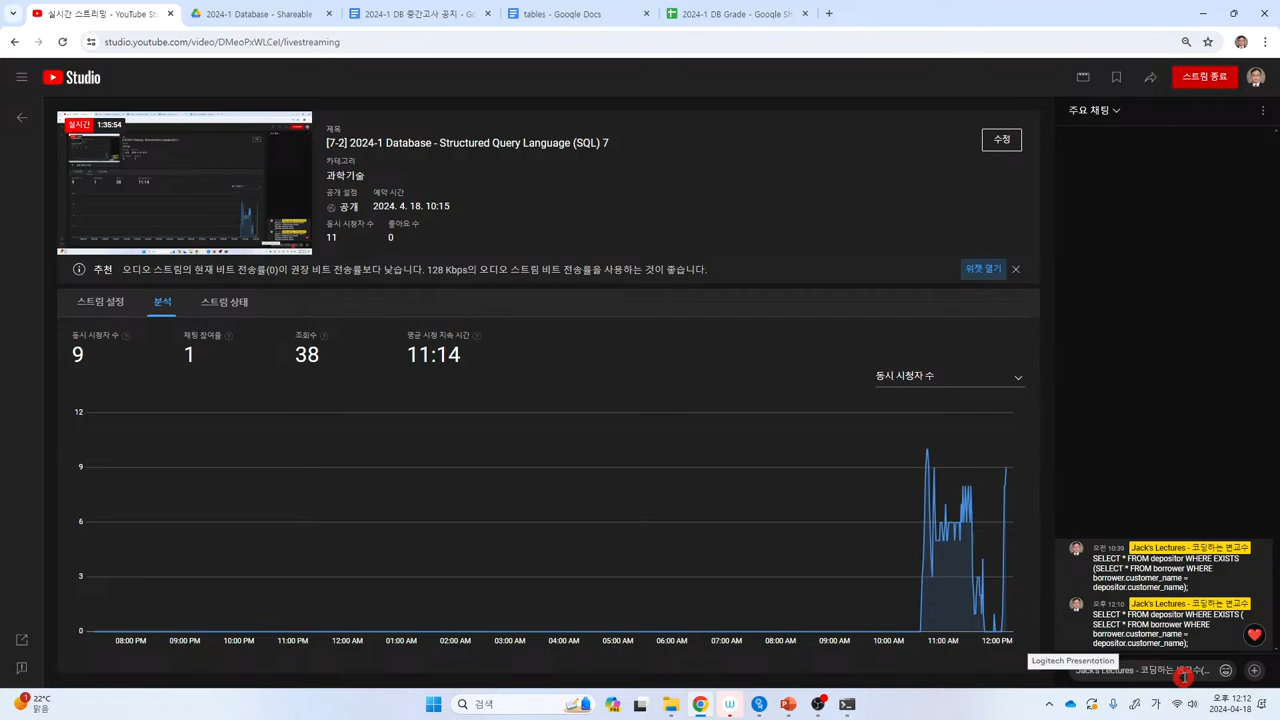 실시간 스트리밍 - YouTube St
2024-1 Database - Shareable
2024-1 DB 중간고사 공지
tables - Google Docs
2024-1 DB Grade - Google Sh
studio.youtube.com/video/DMeoPxWLCeI/livestreaming
Studio
스트림 종료
실시간 1:35:54
제목
[7-2] 2024-1 Database - Structured Query Language (SQL) 7
수정
카테고리
과학기술
공개 설정
예약 시간
공개
2024. 4. 18. 10:15
동시 시청자 수
좋아요 수
11
0
주요 채팅
추천
오디오 스트림의 현재 비트 전송률(0)이 권장 비트 전송률보다 낮습니다. 128 Kbps의 오디오 스트림 비트 전송률을 사용하는 것이 좋습니다.
위젯 열기
스트림 설정
분석
스트림 상태
동시 시청자 수
채팅 참여율
조회수
평균 시청 지속 시간
9
1
38
11:14
동시 시청자 수
12
9
6
3
0
08:00 PM
09:00 PM
10:00 PM
11:00 PM
12:00 AM
01:00 AM
02:00 AM
03:00 AM
04:00 AM
05:00 AM
06:00 AM
07:00 AM
08:00 AM
09:00 AM
10:00 AM
11:00 AM
12:00 PM
오전 10:39 Jack's Lectures - 코딩하는 변교수
SELECT * FROM depositor WHERE EXISTS
(SELECT * FROM borrower WHERE
borrower.customer_name =
depositor.customer_name);
오후 12:10 Jack's Lectures - 코딩하는 변교수
SELECT * FROM depositor WHERE EXISTS (
SELECT * FROM borrower WHERE
borrower.customer_name =
depositor.customer_name);
Logitech Presentation
Jack's Lectures - 코딩하는 변교수(...
1
22°C
맑음
검색
가
오후 12:12
2024-04-18